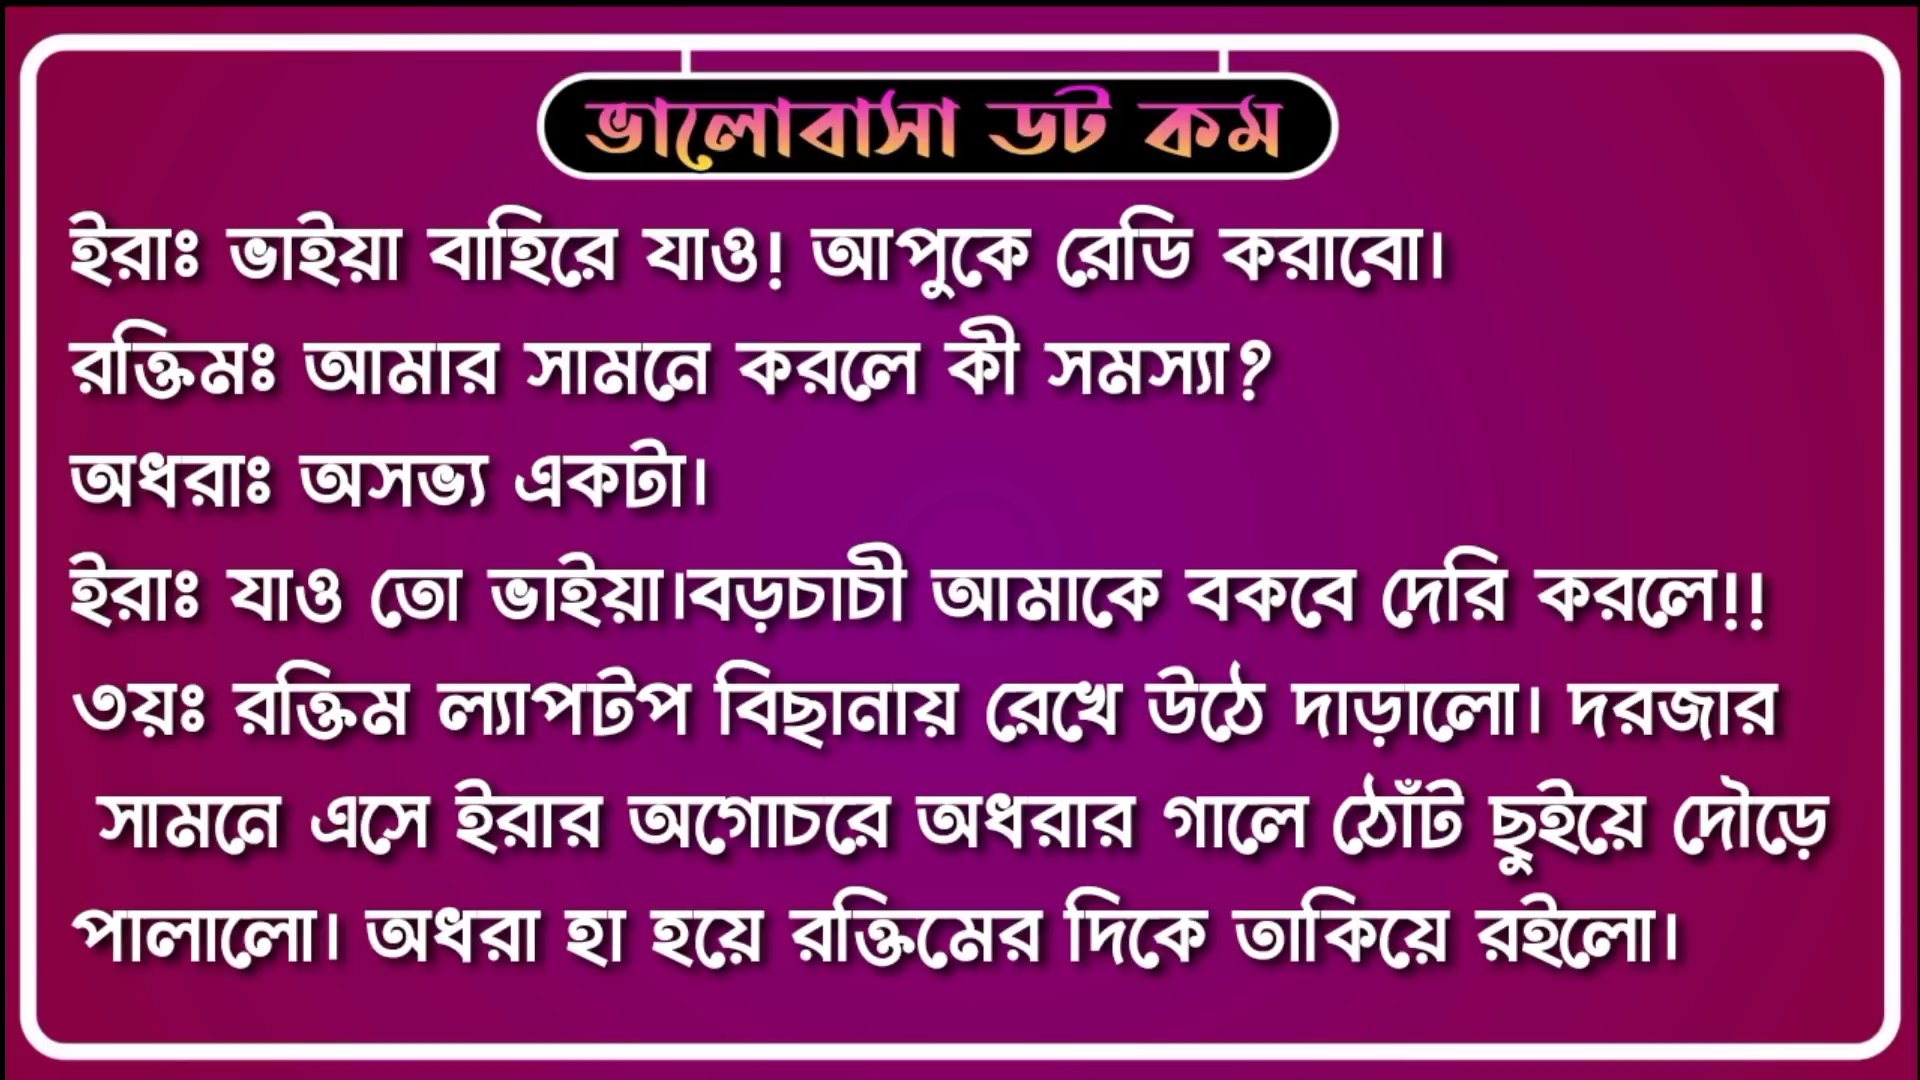 ভালোবাসা ডট কম
ইরাঃ ভাইয়া বাহিরে যাও! আপুকে রেডি করাবো।
রক্তিমঃ আমার সামনে করলে কী সমস্যা?
অধরাঃ অসভ্য একটা।
ইরাঃ যাও তো ভাইয়া।বড়চাচী আমাকে বকবে দেরি করলে!!
৩য়ঃ রক্তিম ল্যাপটপ বিছানায় রেখে উঠে দাড়ালো। দরজার
সামনে এসে ইরার অগোচরে অধরার গালে ঠোঁট ছুইয়ে দৌড়ে
পালালো। অধরা হা হয়ে রক্তিমের দিকে তাকিয়ে রইলো।